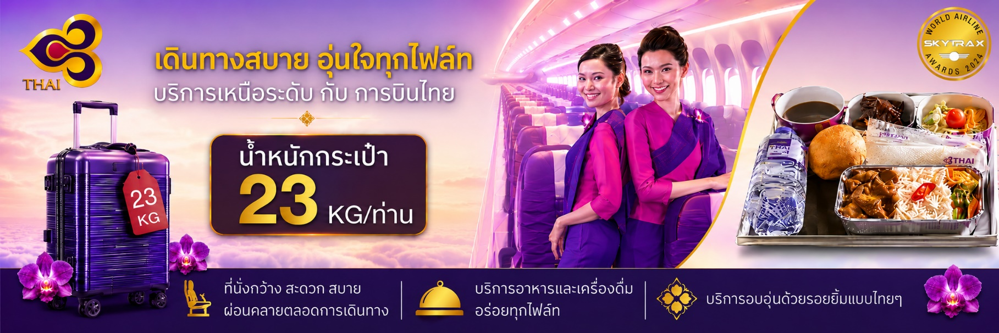 THAI
เดินทางสบาย อุ่นใจทุกไฟล์ท
บริการเหนือระดับ กับ การบินไทย
น้ำหนักกระเป๋า
23 KG/ท่าน
23
KG
WORLD AIRLINE
SKYTRAX
AWARDS 2024
THAI
THAI
ที่นั่งกว้าง สะดวก สบาย
ผ่อนคลายตลอดการเดินทาง
บริการอาหารและเครื่องดื่ม
อร่อยทุกไฟล์ท
บริการอบอุ่นด้วยรอยยิ้มแบบไทยๆ